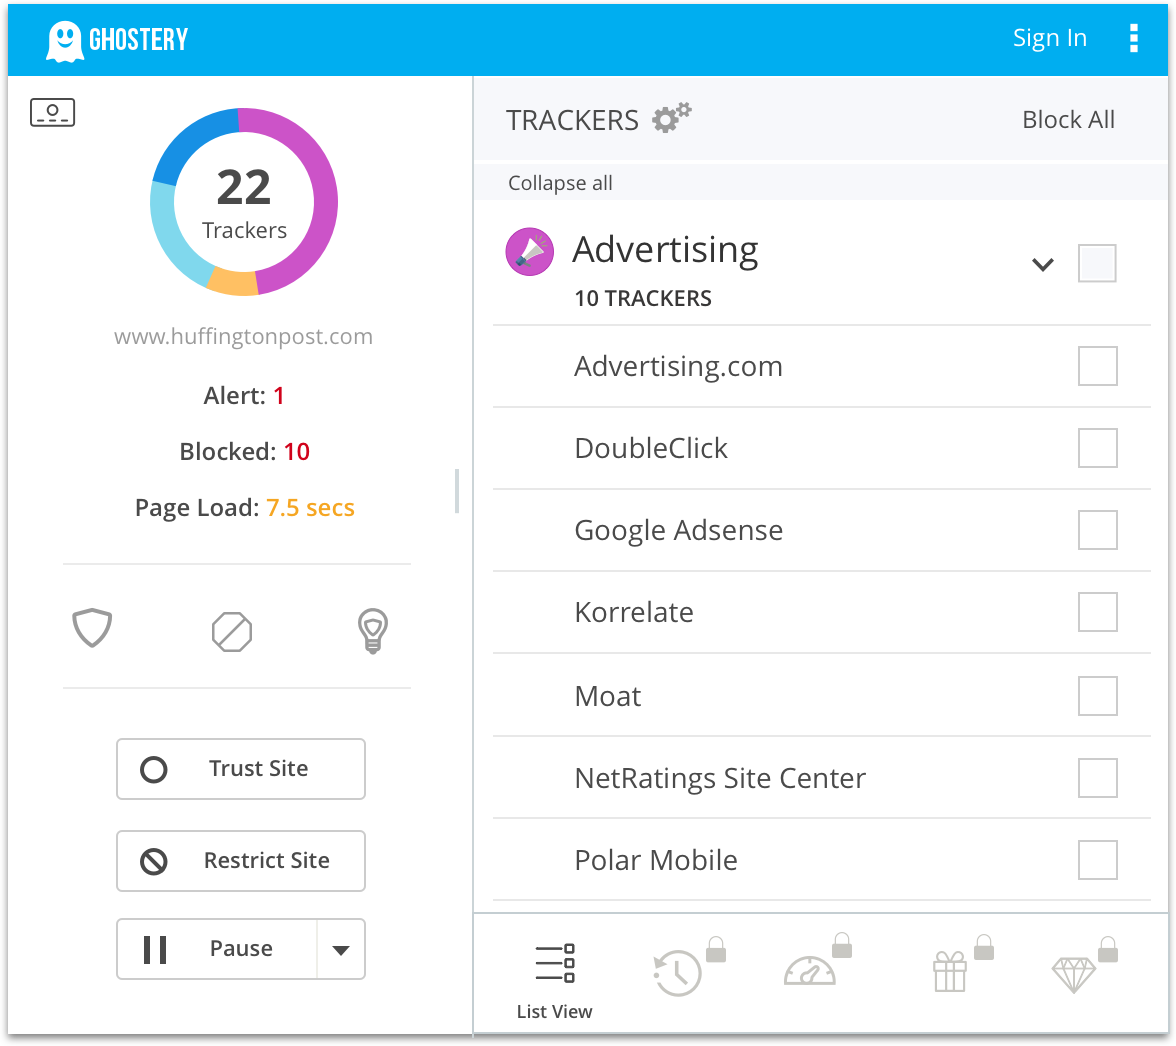 GHOSTERY
Sign In
22
Trackers
www.huffingtonpost.com
Alert: 1
Blocked: 10
Page Load: 7.5 secs
Trust Site
Restrict Site
Pause
TRACKERS
Block All
Collapse all
Advertising
10 TRACKERS
Advertising.com
DoubleClick
Google Adsense
Korrelate
Moat
NetRatings Site Center
Polar Mobile
List View